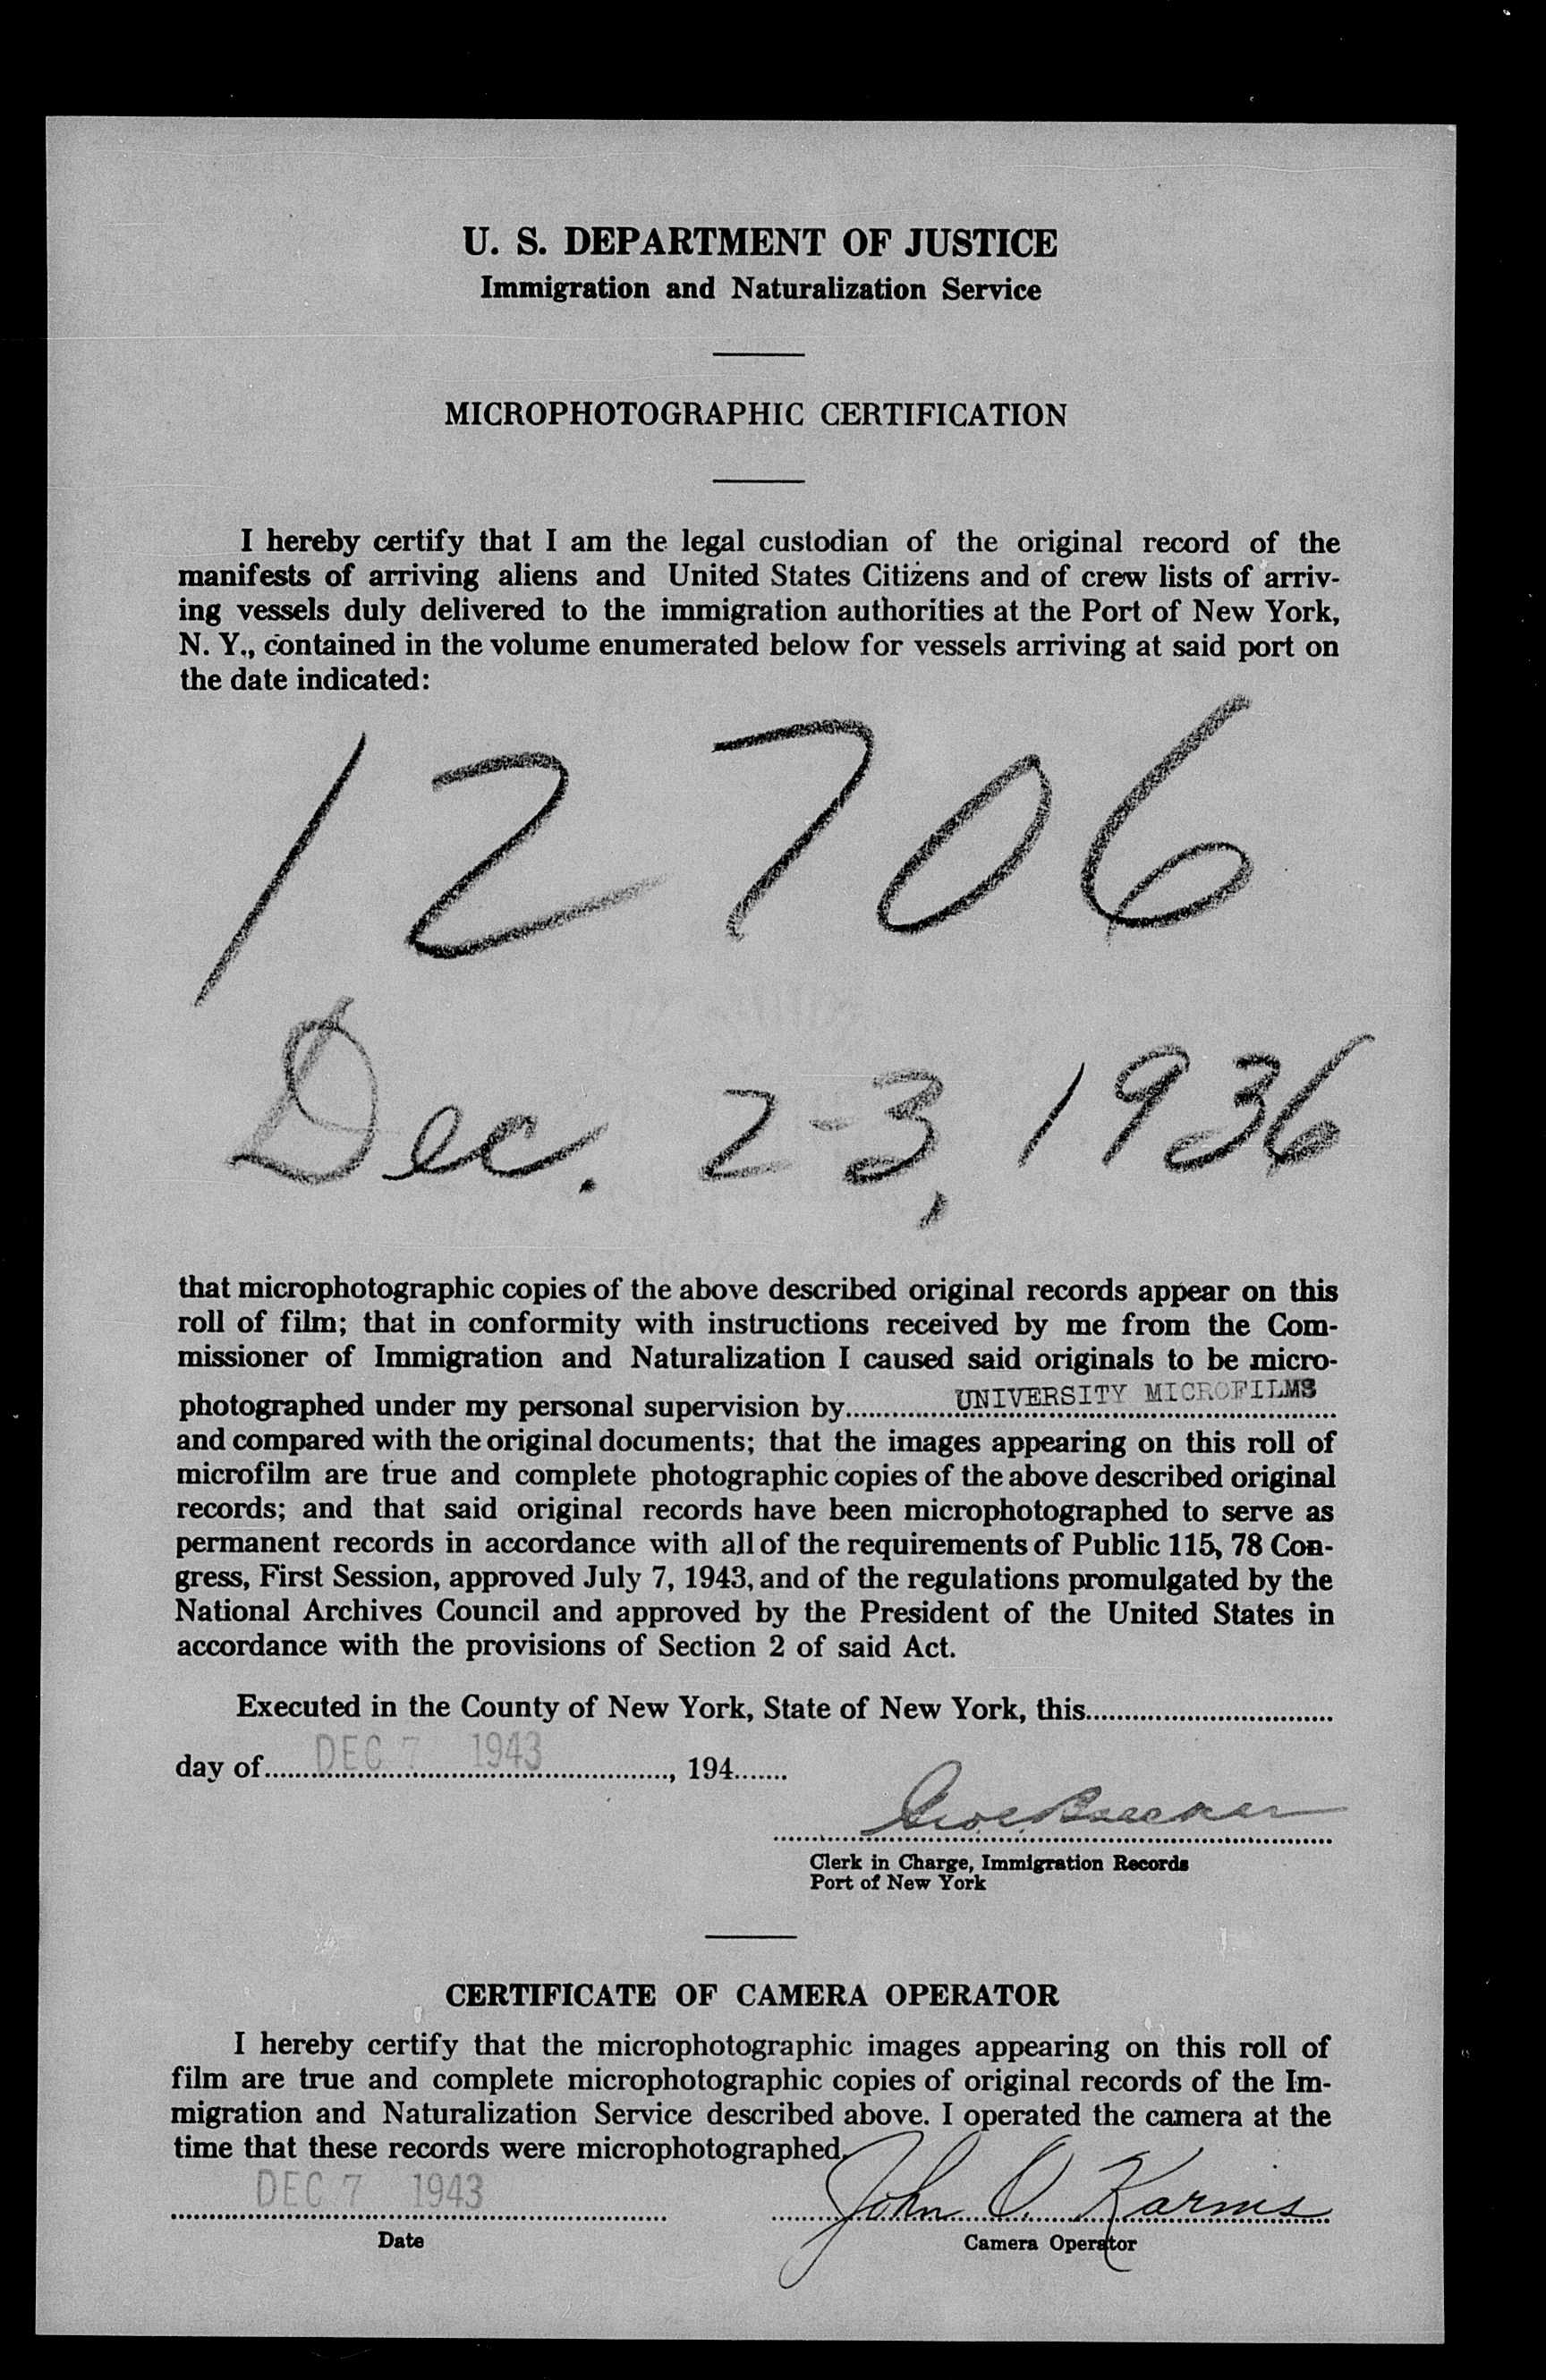 U. S. DEPARTMENT OF JUSTICE
Immigration and Naturalization Service
MICROPHOTOGRAPHIC CERTIFICATION
I hereby certify that I am the legal custodian of the original record of the
manifests of arriving aliens and United States Citizens and of crew lists of arriv-
ing vessels duly delivered to the immigration authorities at the Port of New York,
N. Y., contained in the volume enumerated below for vessels arriving at said port on
the date indicated:
12706
Dec. 2-3, 1936
that microphotographic copies of the above described original records appear on this
roll of film; that in conformity with instructions received by me from the Com-
missioner of Immigration and Naturalization I caused said originals to be micro-
photographed under my personal supervision by UNIVERSITY MICROFILMS
and compared with the original documents; that the images appearing on this roll of
microfilm are true and complete photographic copies of the above described original
records; and that said original records have been microphotographed to serve as
permanent records in accordance with all of the requirements of Public 115, 78 Con-
gress, First Session, approved July 7, 1943, and of the regulations promulgated by the
National Archives Council and approved by the President of the United States in
accordance with the provisions of Section 2 of said Act.
Executed in the County of New York, State of New York, this
day of DEC 7 1943, 194
Clerk in Charge, Immigration Records
Port of New York
CERTIFICATE OF CAMERA OPERATOR
I hereby certify that the microphotographic images appearing on this roll of
film are true and complete microphotographic copies of original records of the Im-
migration and Naturalization Service described above. I operated the camera at the
time that these records were microphotographed.
DEC 7 1943 John O. Karnis
Date Camera Operator